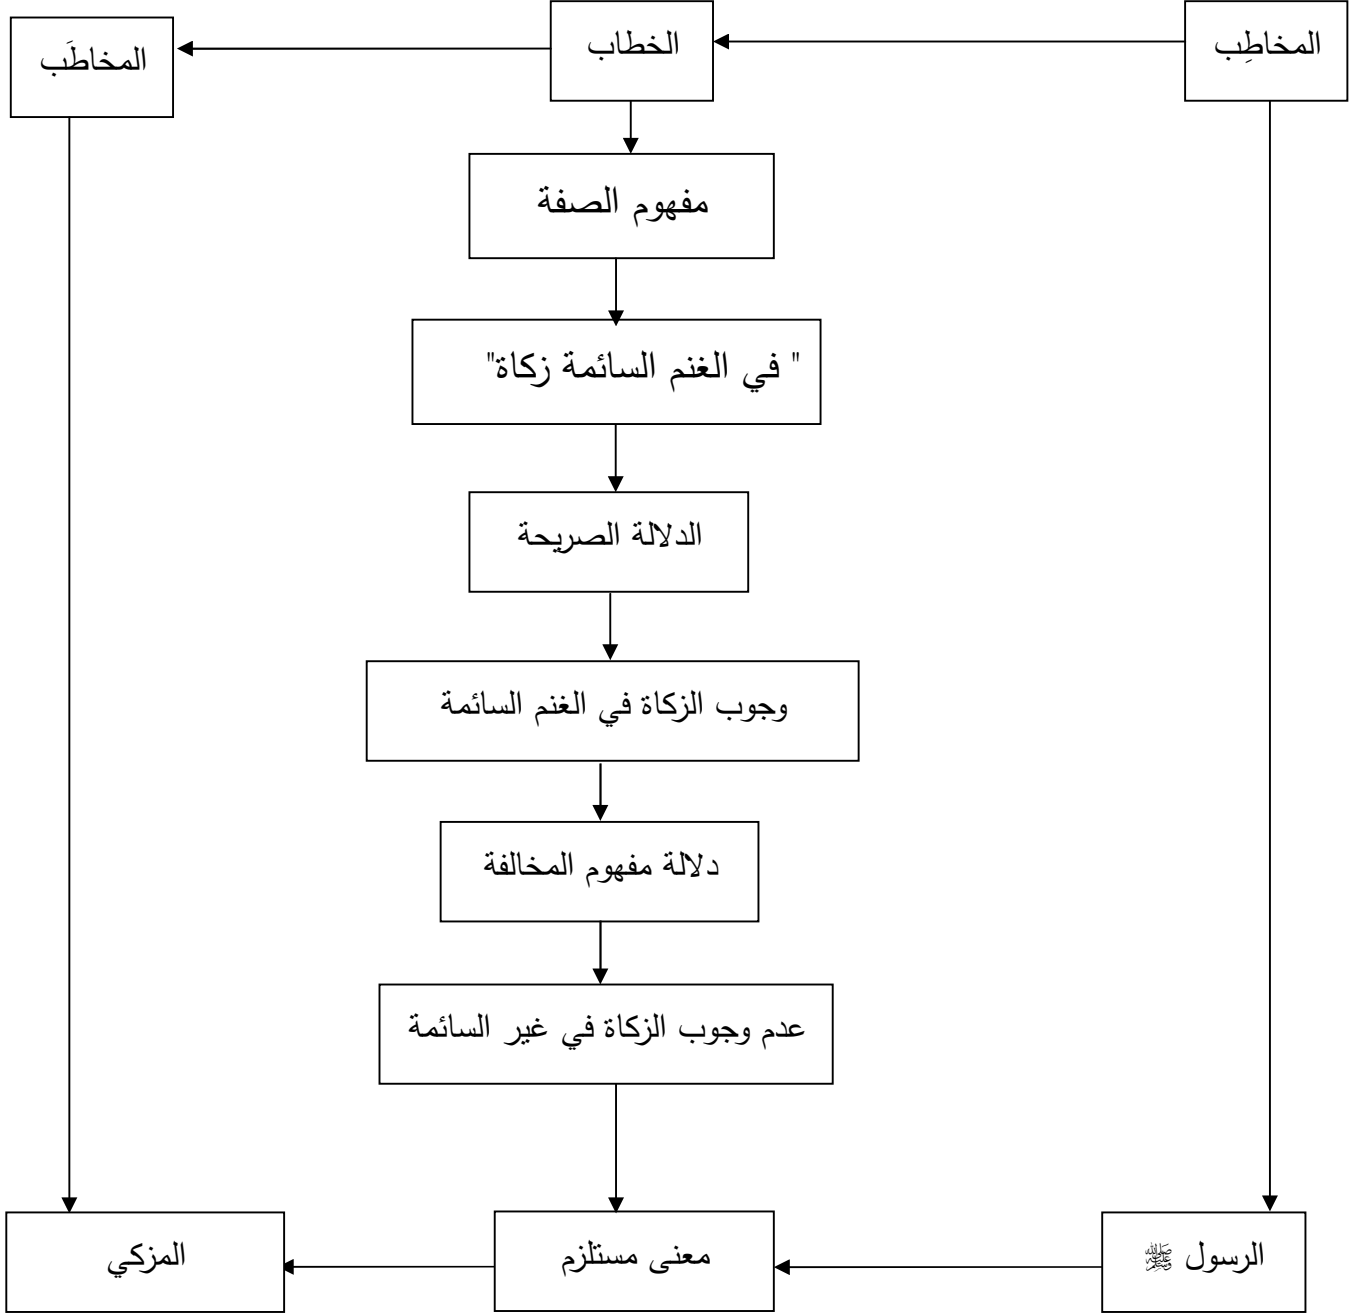 المخاطِب
الخطاب
المخاطَب
مفهوم الصفة
" في الغنم السائمة زكاة"
الدلالة الصريحة
وجوب الزكاة في الغنم السائمة
دلالة مفهوم المخالفة
عدم وجوب الزكاة في غير السائمة
الرسول ﷺ
معنى مستلزم
المزكي